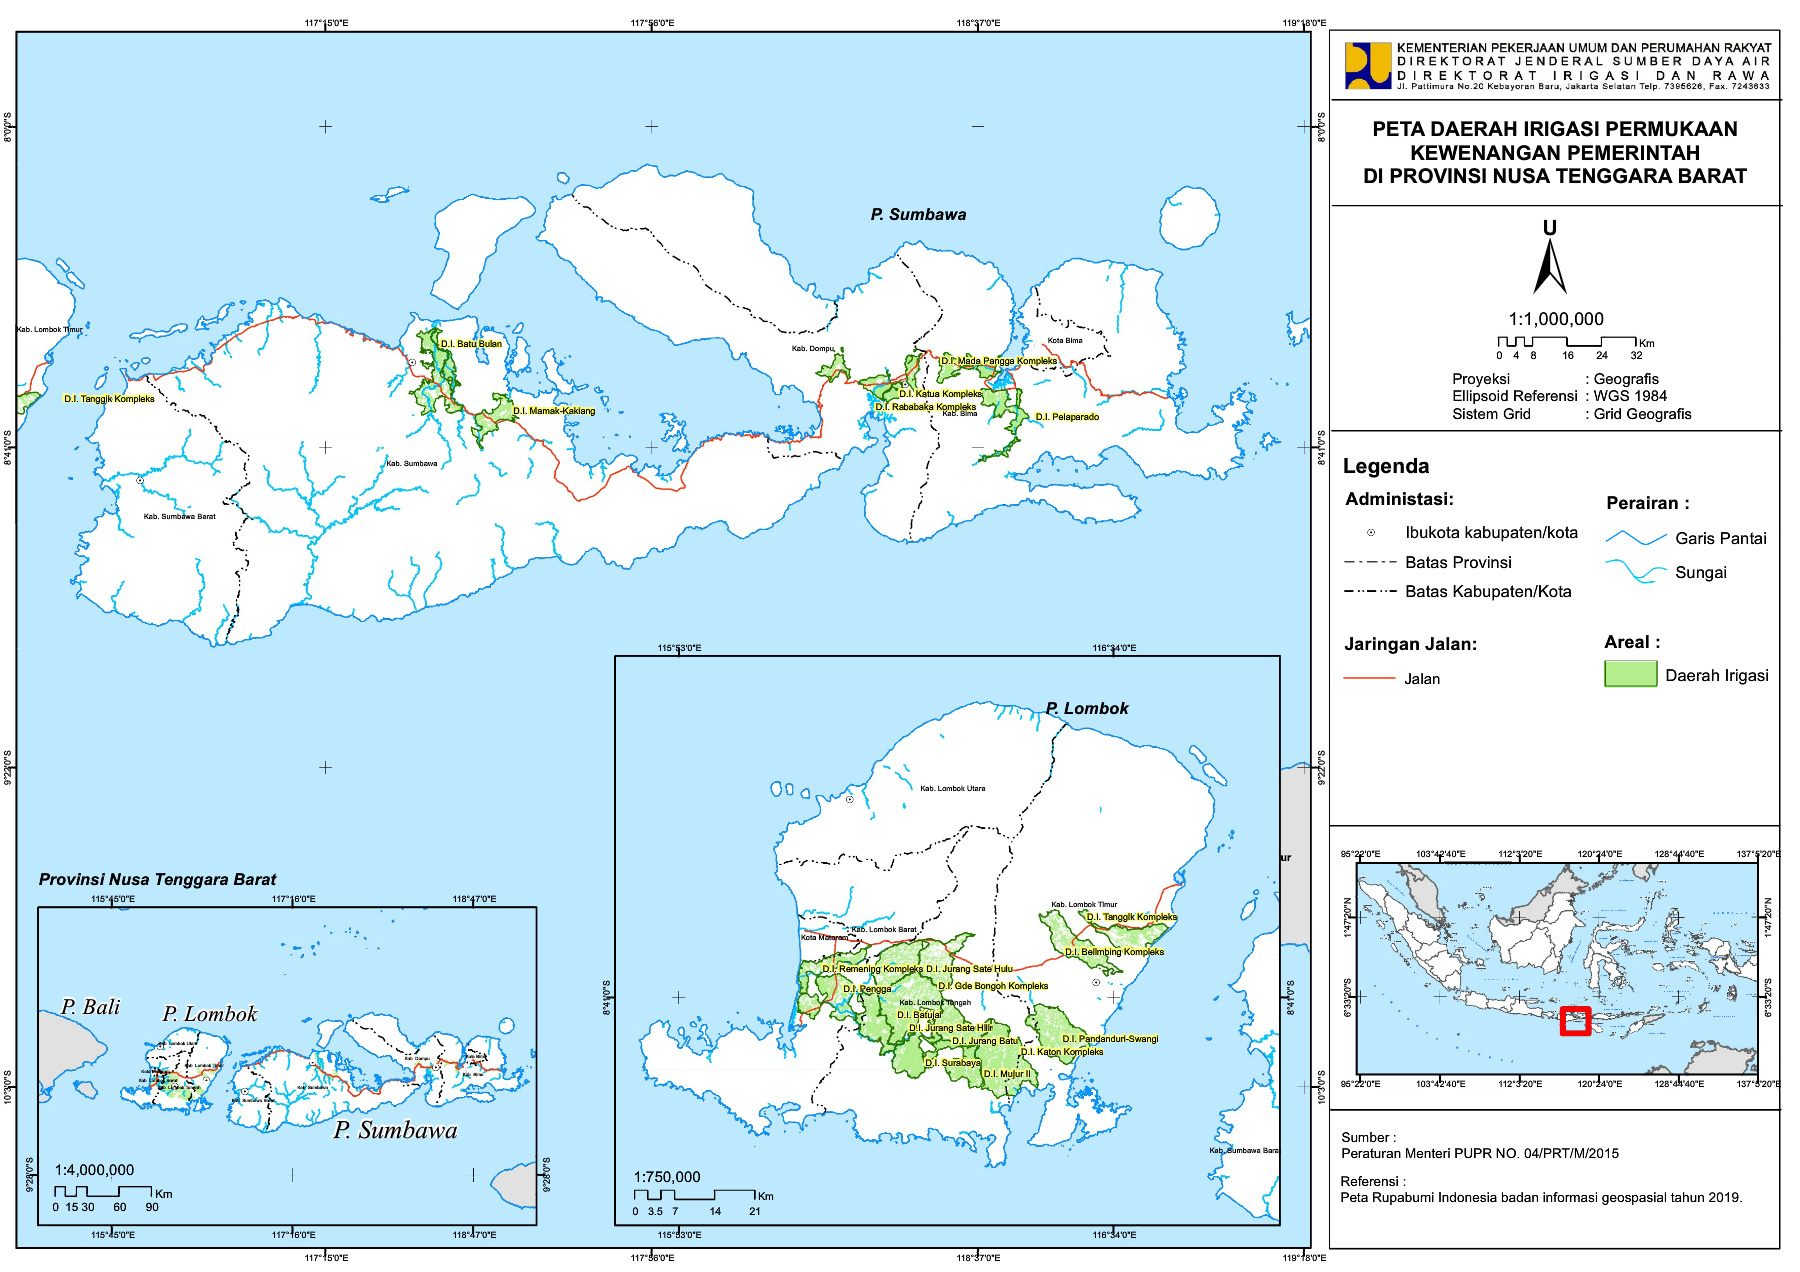 117°15'0"E
117°56'0"E
118°37'0"E
119°18'0"E
8°0'0"S
8°0'0"S
P. Sumbawa
Kab. Lombok Timur
D.I. Batu Bulan
Kab. Dompu
Kota Bima
D.I. Mada Pangga Kompleks
D.I. Tanggik Kompleks
D.I. Katua Kompleks
D.I. Rababaka Kompleks
D.I. Mamak-Kakiang
Kab. Bima
D.I. Pelaparado
8°41'0"S
8°41'0"S
Kab. Sumbawa
Kab. Sumbawa Barat
9°22'0"S
9°22'0"S
115°53'0"E
116°34'0"E
P. Lombok
Kab. Lombok Utara
ur
Kab. Lombok Timur
D.I. Tanggik Kompleks
Kab. Lombok Barat
Kota Mataram
D.I. Belimbing Kompleks
D.I. Remening Kompleks
D.I. Jurang Sate Hulu
D.I. Pengga
D.I. Gde Bongoh Kompleks
Kab. Lombok Tengah
D.I. Batujai
D.I. Jurang Sate Hilir
D.I. Jurang Batu
D.I. Pandanduri-Swangi
D.I. Katon Kompleks
D.I. Surabaya
D.I. Mujur II
8°41'0"S
8°41'0"S
Kab. Sumbawa Barat
1:750,000
0 3.5 7 14 21 Km
115°53'0"E
116°34'0"E
Provinsi Nusa Tenggara Barat
115°45'0"E
117°16'0"E
118°47'0"E
P. Bali
P. Lombok
P. Sumbawa
10°3'0"S
10°3'0"S
1:4,000,000
0 15 30 60 90 Km
9°28'0"S
9°28'0"S
115°45'0"E
117°16'0"E
118°47'0"E
117°15'0"E
117°56'0"E
118°37'0"E
119°18'0"E
KEMENTERIAN PEKERJAAN UMUM DAN PERUMAHAN RAKYAT
DIREKTORAT JENDERAL SUMBER DAYA AIR
DIREKTORAT IRIGASI DAN RAWA
Jl. Pattimura No.20 Kebayoran Baru, Jakarta Selatan Telp. 7395626, Fax. 7243633
PETA DAERAH IRIGASI PERMUKAAN
KEWENANGAN PEMERINTAH
DI PROVINSI NUSA TENGGARA BARAT
U
1:1,000,000
0 4 8 16 24 32 Km
Proyeksi : Geografis
Ellipsoid Referensi : WGS 1984
Sistem Grid : Grid Geografis
Legenda
Administasi:
Ibukota kabupaten/kota
Batas Provinsi
Batas Kabupaten/Kota
Perairan :
Garis Pantai
Sungai
Jaringan Jalan:
Jalan
Areal :
Daerah Irigasi
95°22'0"E
103°42'40"E
112°3'20"E
120°24'0"E
128°44'40"E
137°5'20"E
1°47'20"N
1°47'20"N
6°33'20"S
6°33'20"S
95°22'0"E
103°42'40"E
112°3'20"E
120°24'0"E
128°44'40"E
137°5'20"E
Sumber :
Peraturan Menteri PUPR NO. 04/PRT/M/2015
Referensi :
Peta Rupabumi Indonesia badan informasi geospasial tahun 2019.